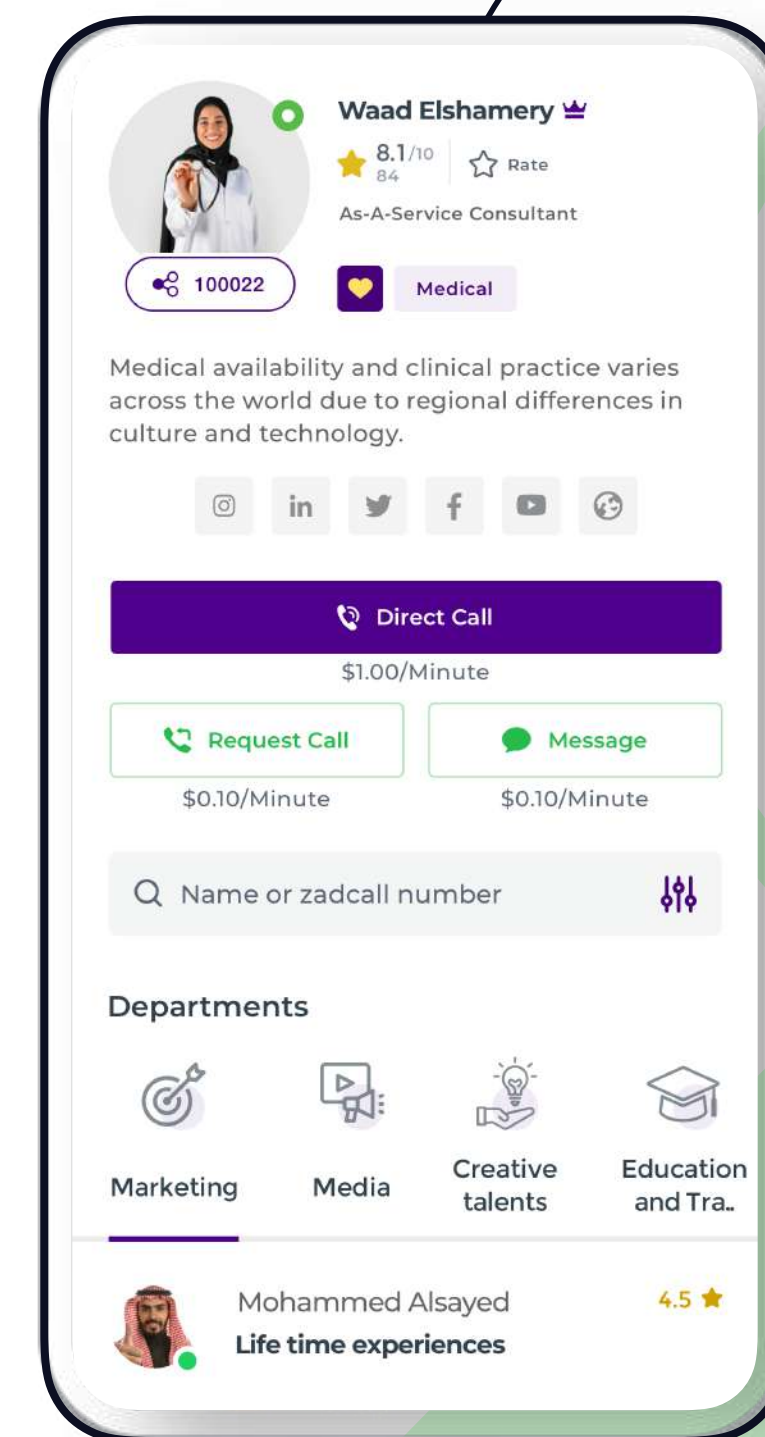 Waad Elshamery
8.1/10
84
Rate
As-A-Service Consultant
100022
Medical
Medical availability and clinical practice varies
across the world due to regional differences in
culture and technology.
in
f
Direct Call
$1.00/Minute
Request Call
Message
$0.10/Minute
$0.10/Minute
Name or zadcall number
Departments
Marketing
Media
Creative
talents
Education
and Tra..
Mohammed Alsayed
4.5
Life time experiences